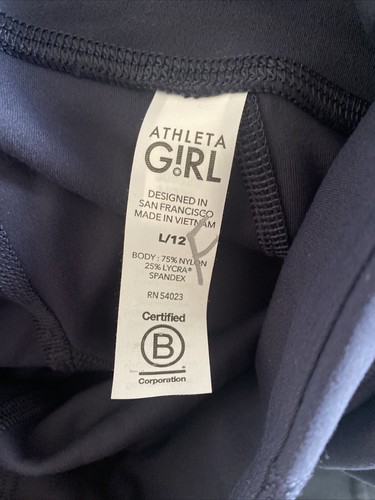 ATHLETA
GIRL
DESIGNED IN
SAN FRANCISCO
MADE IN VIETNAM
L/12
BODY : 75% NYLON
25% LYCRA®
SPANDEX
RN 54023
Certified
B
Corporation